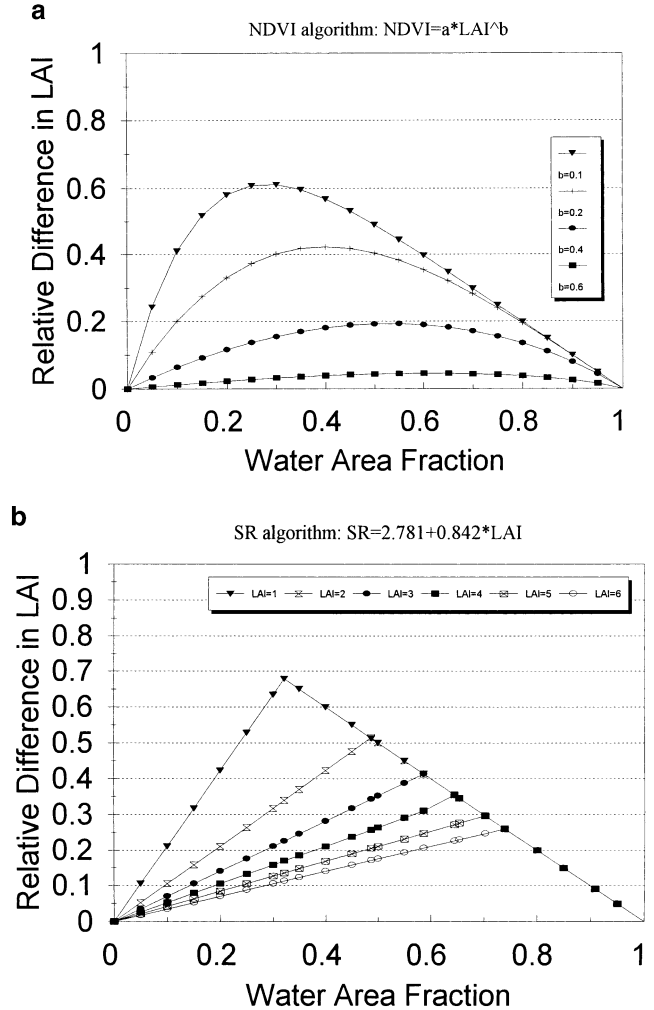 a
NDVI algorithm: NDVI=a*LAI^b
Relative Difference in LAI
1
0.8
0.6
0.4
0.2
0
b=0.1
b=0.2
b=0.4
b=0.6
0 0.2 0.4 0.6 0.8 1
Water Area Fraction
b
SR algorithm: SR=2.781+0.842*LAI
Relative Difference in LAI
1
0.9
0.8
0.7
0.6
0.5
0.4
0.3
0.2
0.1
0
LAI=1 LAI=2 LAI=3 LAI=4 LAI=5 LAI=6
0 0.2 0.4 0.6 0.8 1
Water Area Fraction